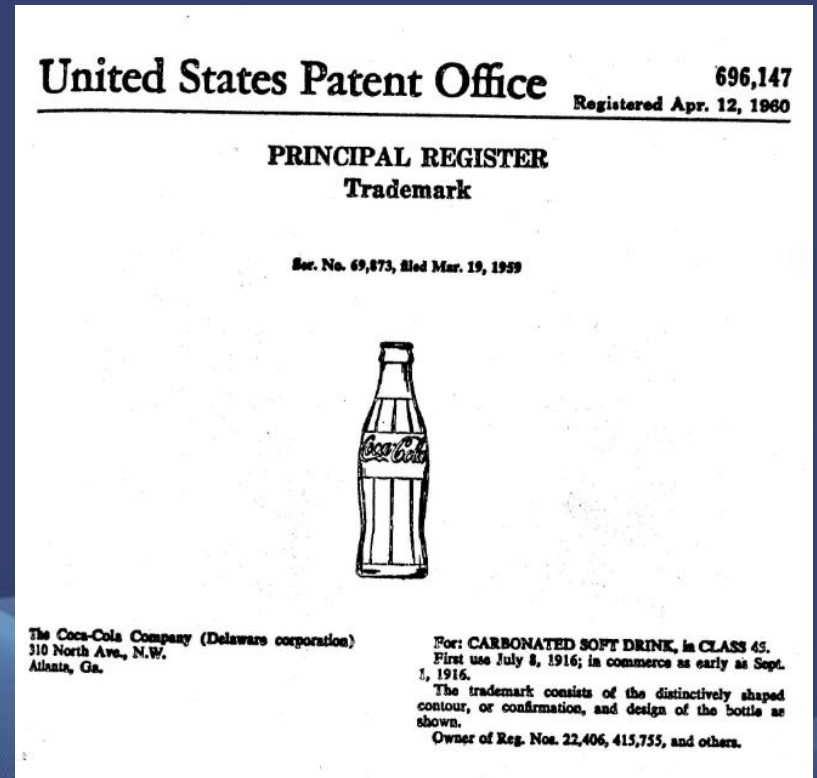 United States Patent Office
696,147
Registered Apr. 12, 1960
PRINCIPAL REGISTER
Trademark
Ser. No. 69,873, filed Mar. 19, 1959
Coca-Cola
The Coca-Cola Company (Delaware corporation)
310 North Ave., N.W.
Atlanta, Ga.
For: CARBONATED SOFT DRINK, in CLASS 45.
First use July 8, 1916; in commerce as early as Sept.
1, 1916.
The trademark consists of the distinctively shaped
contour, or confirmation, and design of the bottle as
shown.
Owner of Reg. Nos. 22,406, 415,755, and others.